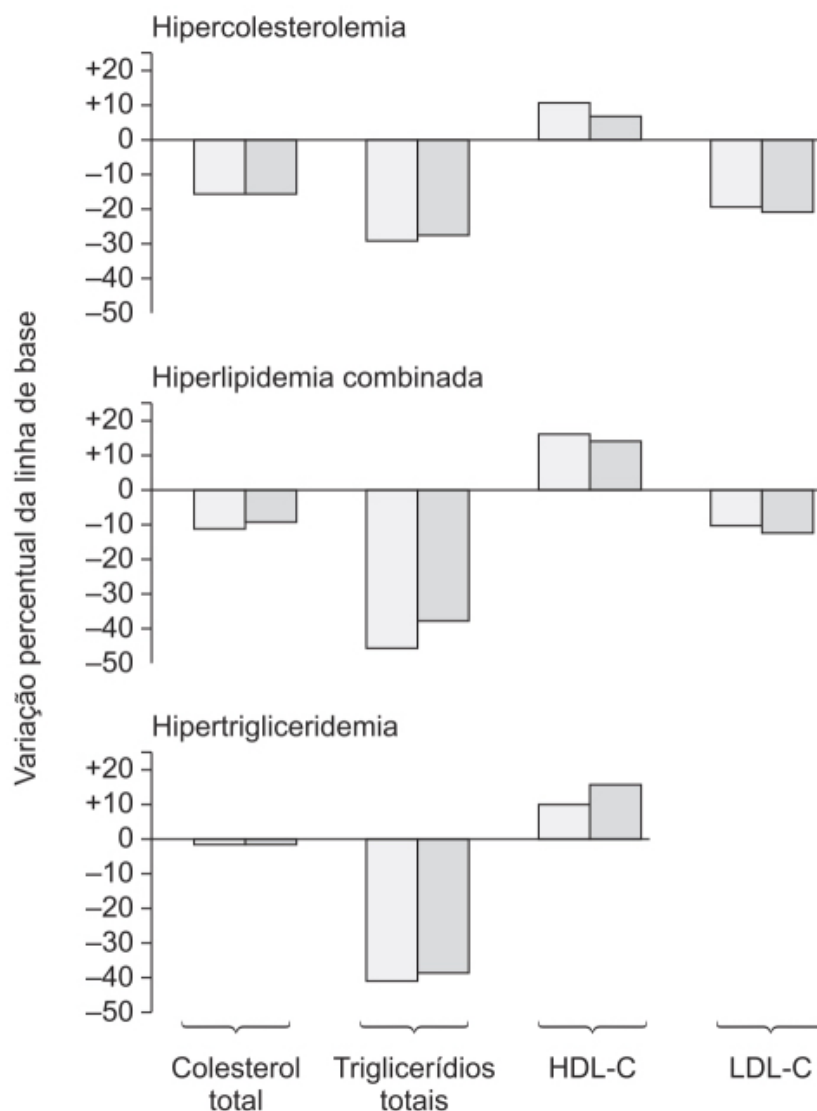 Hipercolesterolemia
+20
+10
0
–10
–20
–30
–40
–50
Hiperlipidemia combinada
+20
+10
0
–10
–20
–30
–40
–50
Hipertrigliceridemia
+20
+10
0
–10
–20
–30
–40
–50
Variação percentual da linha de base
Colesterol
total
Triglicerídios
totais
HDL-C
LDL-C